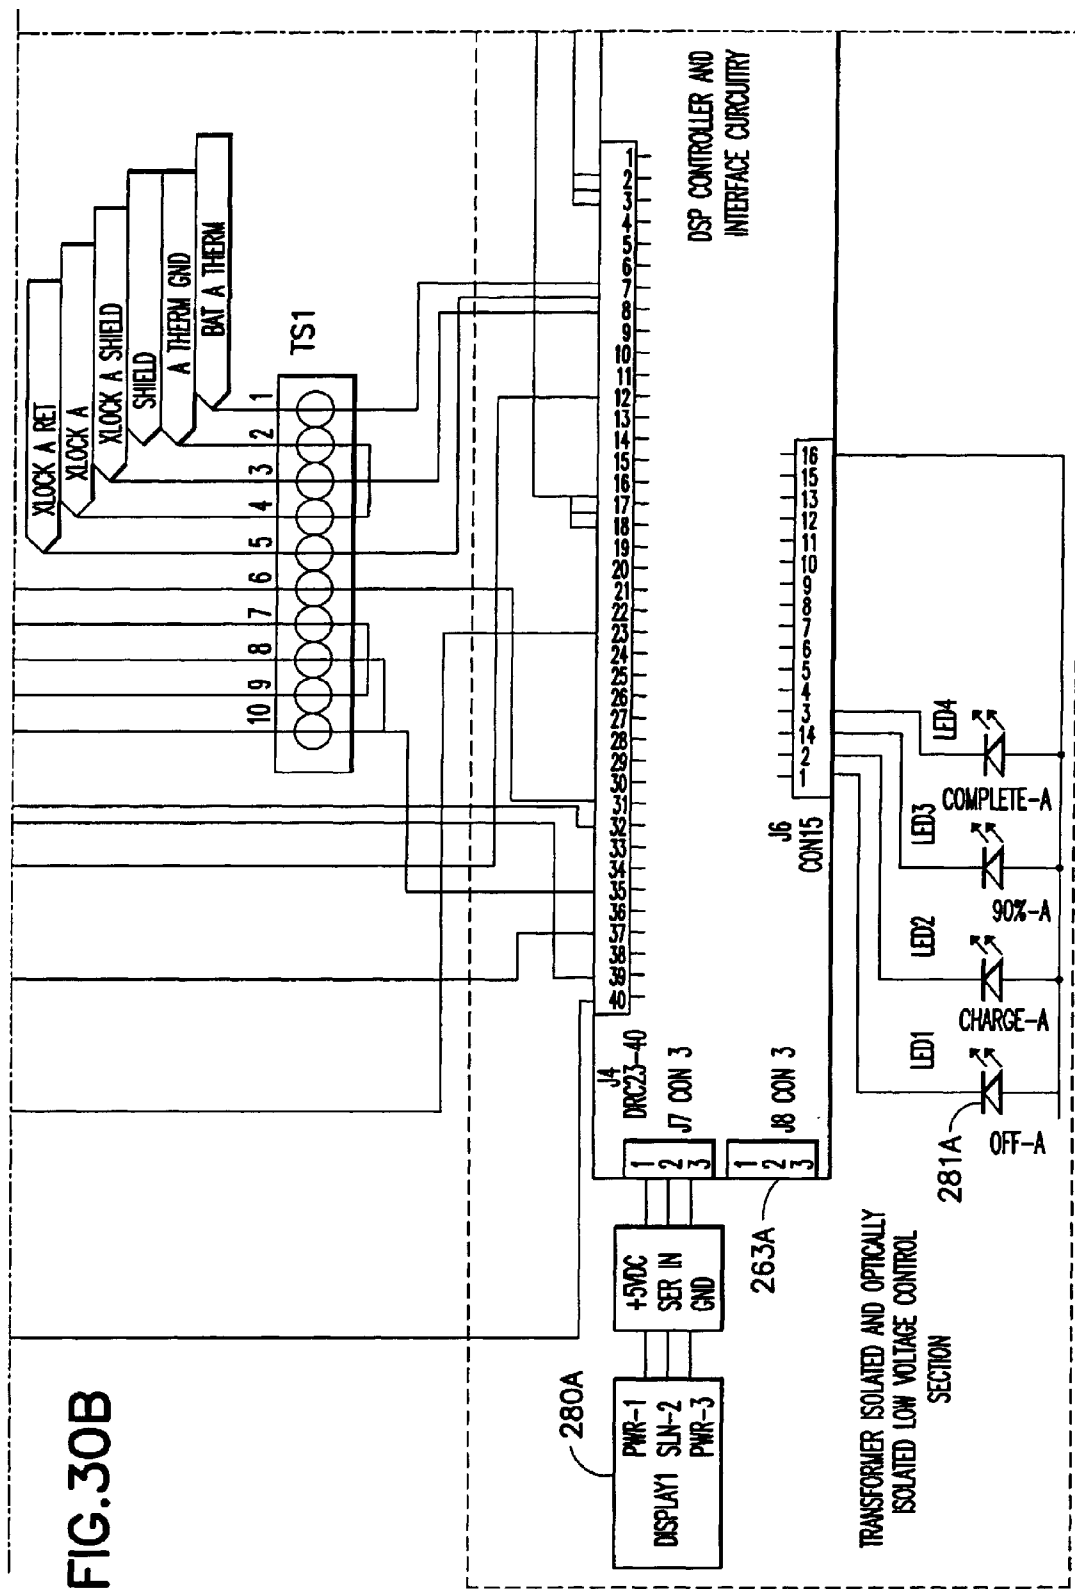 FIG.30B
XLOCK A RET
XLOCK A
XLOCK A SHIELD
SHIELD
A THERM GND
BAT A THERM
TS1
10 9 8 7 6 5 4 3 2 1
40 39 38 37 36 35 34 33 32 31 30 29 28 27 26 25 24 23 22 21 20 19 18 17 16 15 14 13 12 11 10 9 8 7 6 5 4 3 2 1
J4
DRC23-40
DSP CONTROLLER AND
INTERFACE CURCUITRY
280A
DISPLAY1
PWR-1
SLN-2
PWR-3
+5VDC
SER IN
GND
1
2
3
J7 CON 3
1
2
3
J8 CON 3
263A
J6
CON15
1 2 14 3 4 5 6 7 8 9 10 11 12 13 15 16
LED1
LED2
LED3
LED4
281A
OFF-A
CHARGE-A
90%-A
COMPLETE-A
TRANSFORMER ISOLATED AND OPTICALLY
ISOLATED LOW VOLTAGE CONTROL
SECTION